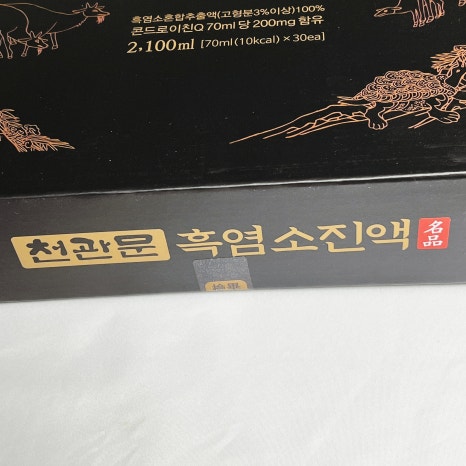 흑염소혼합추출액(고형분3%이상)100%
콘드로이친Q 70ml 당 200mg 함유
2,100ml [70ml(10kcal) × 30ea]
천관문 흑염소진액 名品